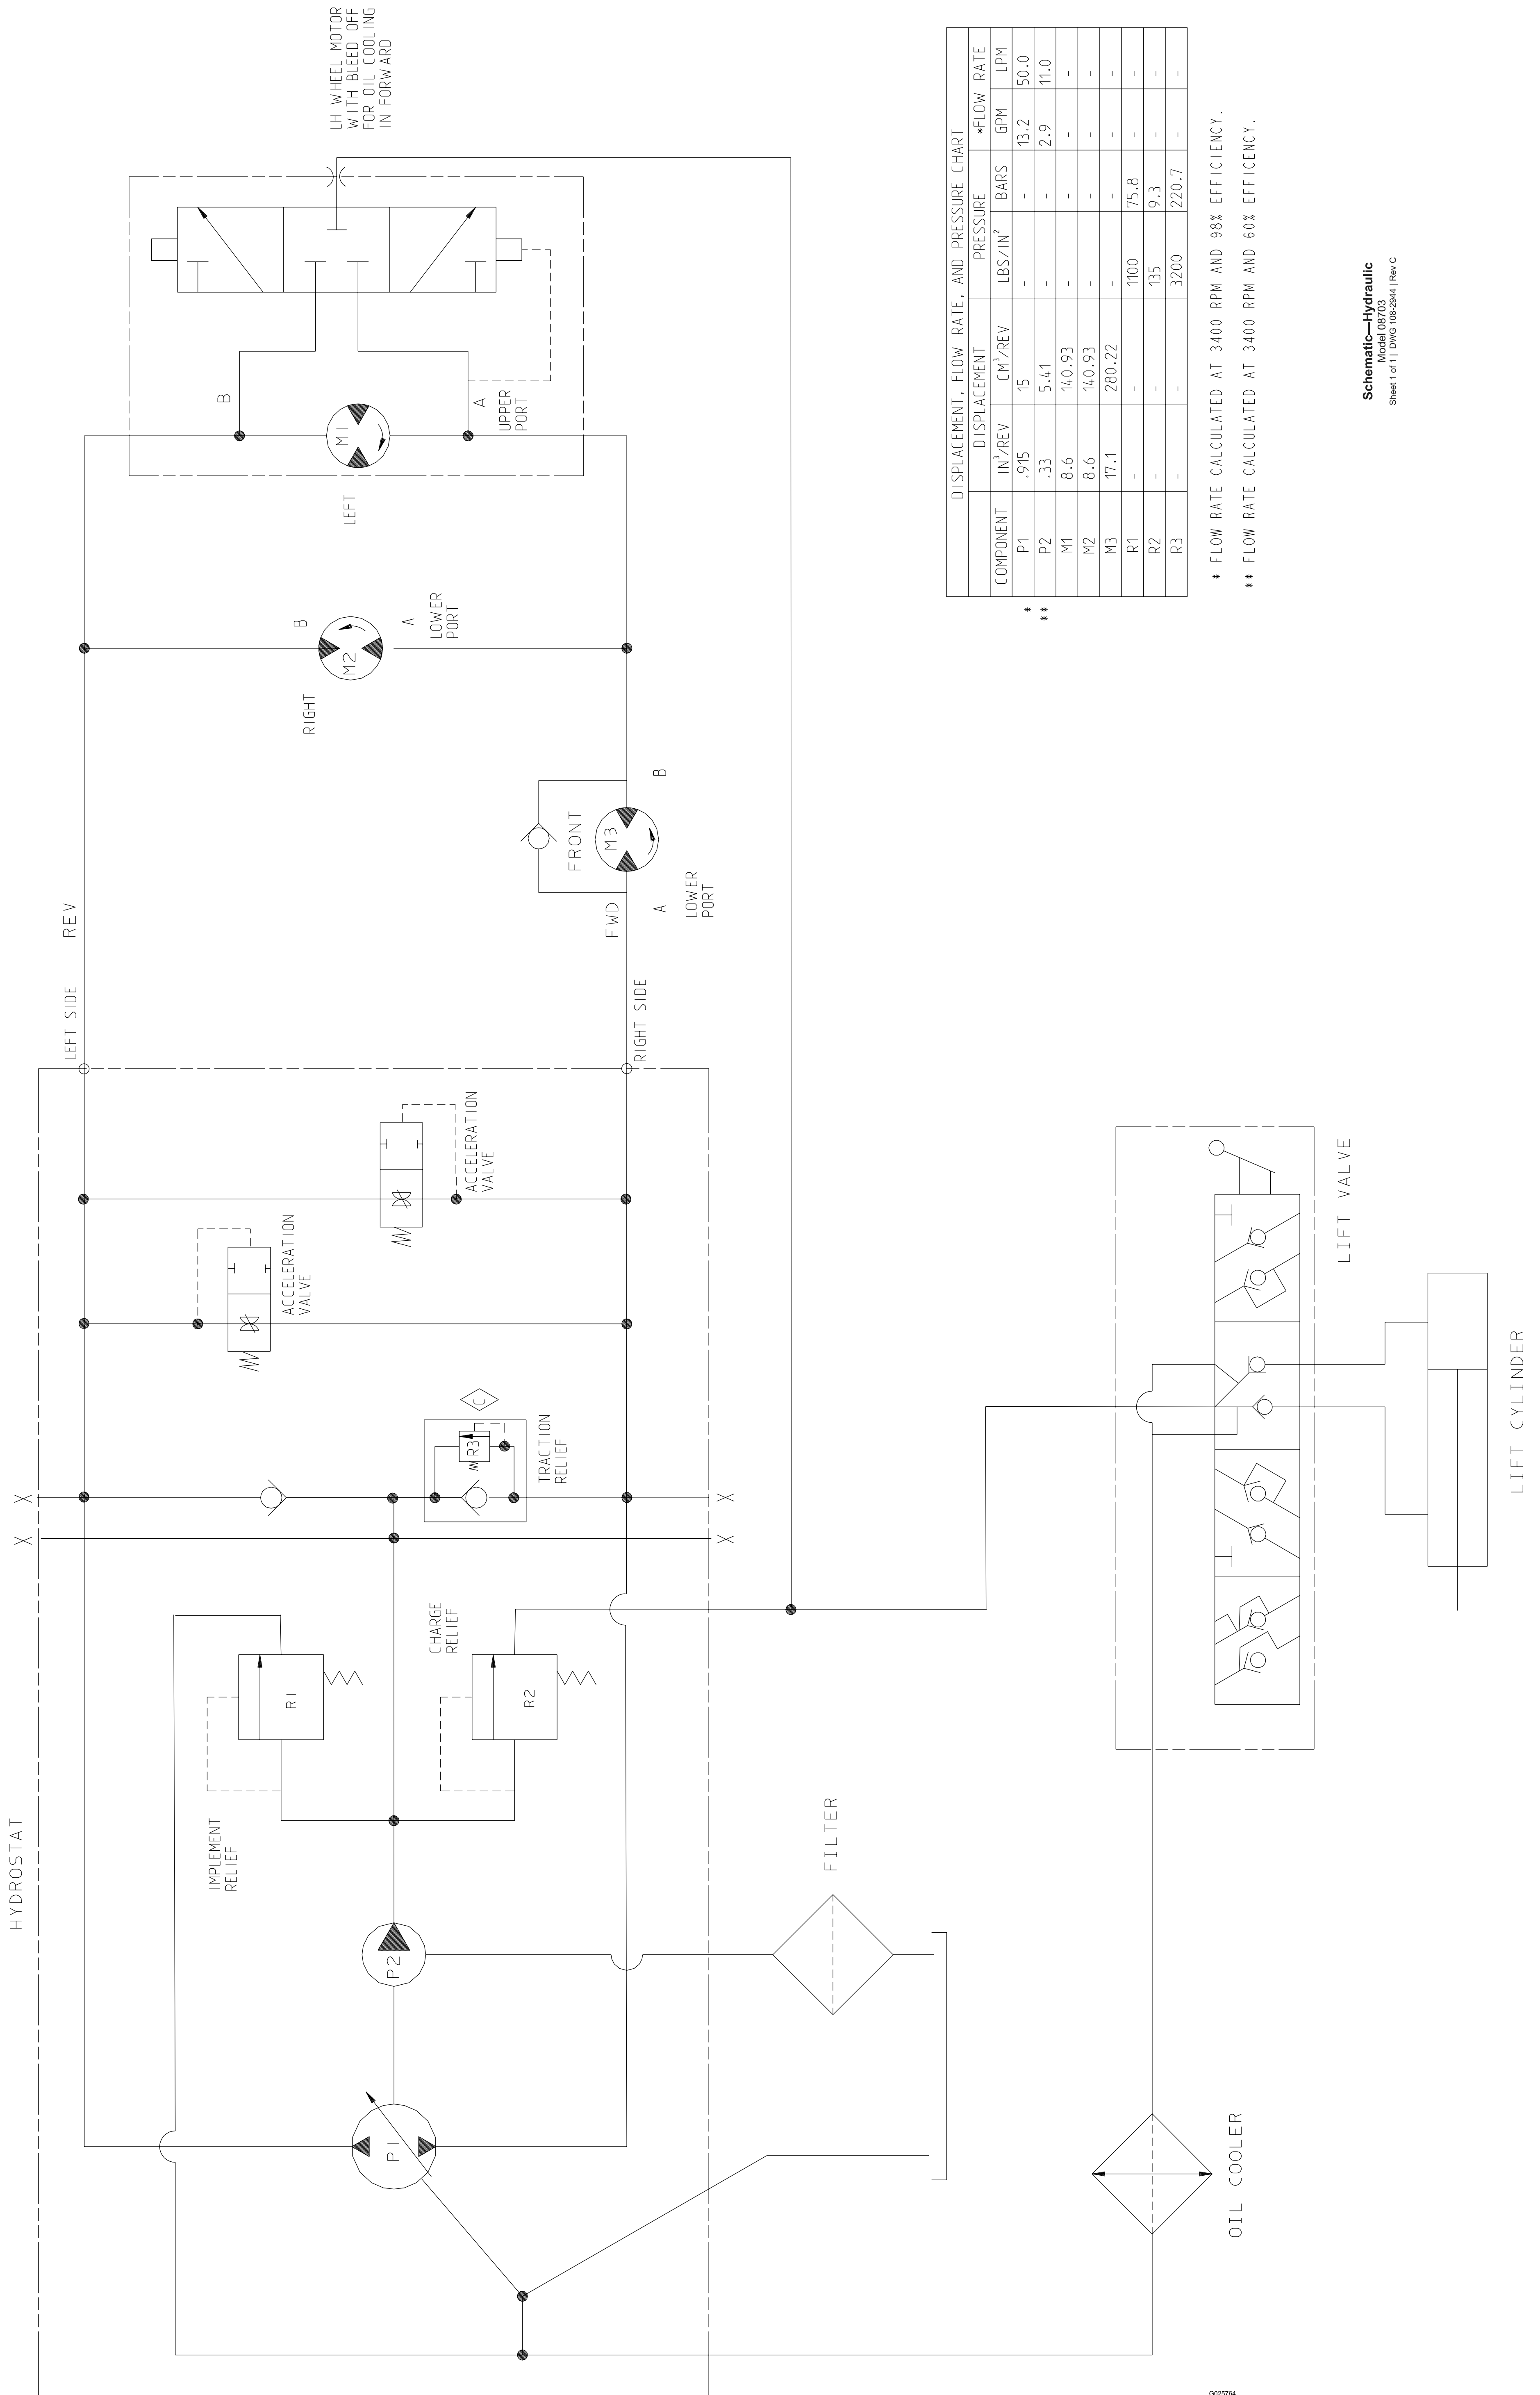 HYDROSTAT
P1
P2
IMPLEMENT
RELIEF
R1
CHARGE
RELIEF
R2
X
X
X
X
R3
C
TRACTION
RELIEF
ACCELERATION
VALVE
ACCELERATION
VALVE
LEFT SIDE
REV
RIGHT SIDE
FWD
A
LOWER
PORT
M3
FRONT
B
RIGHT
M2
B
A
LOWER
PORT
LEFT
M1
B
A
UPPER
PORT
LH WHEEL MOTOR
WITH BLEED OFF
FOR OIL COOLING
IN FORWARD
FILTER
OIL COOLER
LIFT VALVE
LIFT CYLINDER
DISPLACEMENT, FLOW RATE, AND PRESSURE CHART
DISPLACEMENT PRESSURE *FLOW RATE
COMPONENT IN³/REV CM³/REV LBS/IN² BARS GPM LPM
* P1 .915 15 - - 13.2 50.0
** P2 .33 5.41 - - 2.9 11.0
M1 8.6 140.93 - - - -
M2 8.6 140.93 - - - -
M3 17.1 280.22 - - - -
R1 - - 1100 75.8 - -
R2 - - 135 9.3 - -
R3 - - 3200 220.7 - -
* FLOW RATE CALCULATED AT 3400 RPM AND 98% EFFICIENCY.
** FLOW RATE CALCULATED AT 3400 RPM AND 60% EFFICENCY.
Schematic—Hydraulic
Model 08703
Sheet 1 of 1 | DWG 108-2944 | Rev C
G025764